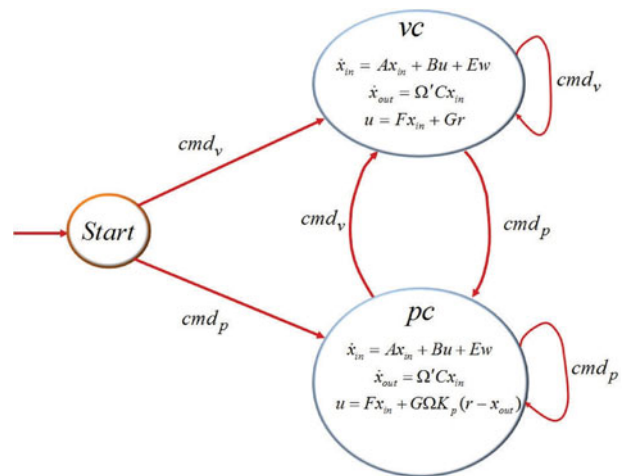 vc
ẋ_in = Ax_in + Bu + Ew
ẋ_out = Ω'Cx_in
u = Fx_in + Gr
cmd_v
cmd_v
Start
cmd_v
cmd_p
cmd_p
pc
ẋ_in = Ax_in + Bu + Ew
ẋ_out = Ω'Cx_in
u = Fx_in + GΩK_p(r − x_out)
cmd_p